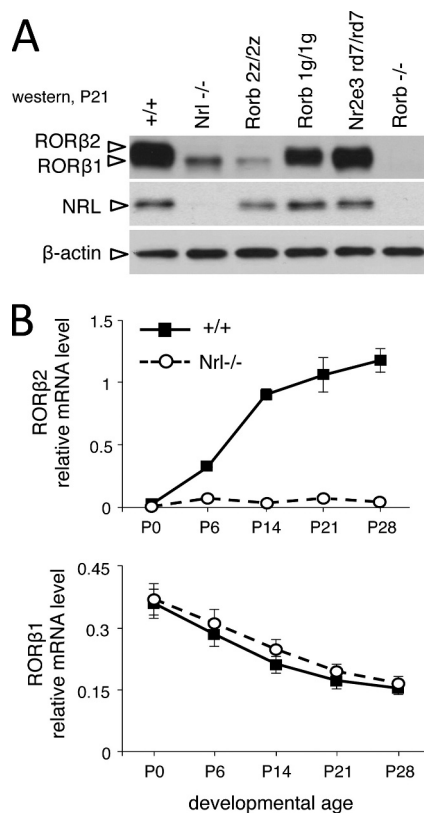 A
western, P21
+/+
Nrl -/-
Rorb 2z/2z
Rorb 1g/1g
Nr2e3 rd7/rd7
Rorb -/-
RORβ2
RORβ1
NRL
β-actin
B
RORβ2
relative mRNA level
1.5
1
0.5
0
+/+
Nrl-/-
P0 P6 P14 P21 P28
RORβ1
relative mRNA level
0.45
0.3
0.15
0
P0 P6 P14 P21 P28
developmental age